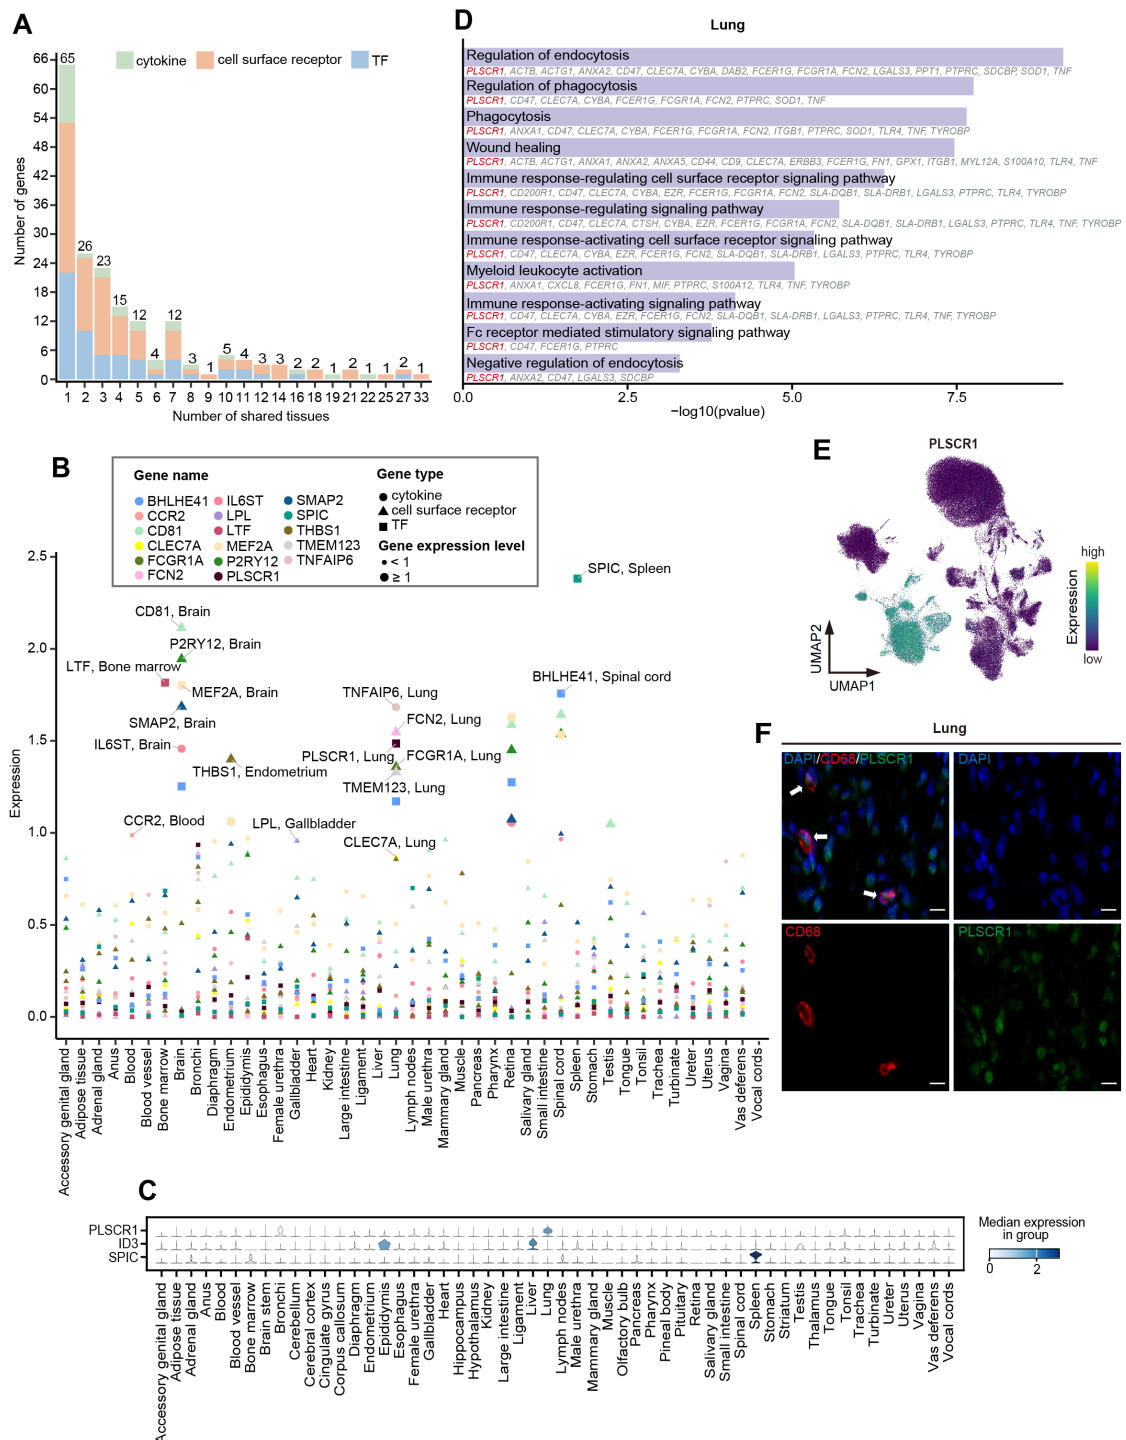 A
cytokine
cell surface receptor
TF
Number of genes
66
60
54
48
42
36
30
24
18
12
6
0
65
26
23
15
12
4
12
3
1
5
4
3
3
2
2
1
2
1
1
2
1
1 2 3 4 5 6 7 8 9 10 11 12 14 16 18 19 21 22 25 27 33
Number of shared tissues
D
Lung
Regulation of endocytosis
PLSCR1, ACTB, ACTG1, ANXA2, CD47, CLEC7A, CYBA, DAB2, FCER1G, FCGR1A, FCN2, LGALS3, PPT1, PTPRC, SDCBP, SOD1, TNF
Regulation of phagocytosis
PLSCR1, CD47, CLEC7A, CYBA, FCER1G, FCGR1A, FCN2, PTPRC, SOD1, TNF
Phagocytosis
PLSCR1, ANXA1, CD47, CLEC7A, CYBA, FCER1G, FCGR1A, FCN2, ITGB1, PTPRC, SOD1, TLR4, TNF, TYROBP
Wound healing
PLSCR1, ACTB, ACTG1, ANXA1, ANXA2, ANXA5, CD44, CD9, CLEC7A, ERBB3, FCER1G, FN1, GPX1, ITGB1, MYL12A, S100A10, TLR4, TNF
Immune response-regulating cell surface receptor signaling pathway
PLSCR1, CD200R1, CD47, CLEC7A, CYBA, EZR, FCER1G, FCGR1A, FCN2, SLA-DQB1, SLA-DRB1, LGALS3, PTPRC, TLR4, TYROBP
Immune response-regulating signaling pathway
PLSCR1, CD200R1, CD47, CLEC7A, CTSH, CYBA, EZR, FCER1G, FCGR1A, FCN2, SLA-DQB1, SLA-DRB1, LGALS3, PTPRC, TLR4, TNF, TYROBP
Immune response-activating cell surface receptor signaling pathway
PLSCR1, CD47, CLEC7A, CYBA, EZR, FCER1G, FCN2, SLA-DQB1, SLA-DRB1, LGALS3, PTPRC, TLR4, TYROBP
Myeloid leukocyte activation
PLSCR1, ANXA1, CXCL8, FCER1G, FN1, MIF, PTPRC, S100A12, TLR4, TNF, TYROBP
Immune response-activating signaling pathway
PLSCR1, CD47, CLEC7A, CYBA, EZR, FCER1G, FCN2, SLA-DQB1, SLA-DRB1, LGALS3, PTPRC, TLR4, TNF, TYROBP
Fc receptor mediated stimulatory signaling pathway
PLSCR1, CD47, FCER1G, PTPRC
Negative regulation of endocytosis
PLSCR1, ANXA2, CD47, LGALS3, SDCBP
0.0 2.5 5.0 7.5
−log10(pvalue)
B
Gene name
BHLHE41
CCR2
CD81
CLEC7A
FCGR1A
FCN2
IL6ST
LPL
LTF
MEF2A
P2RY12
PLSCR1
SMAP2
SPIC
THBS1
TMEM123
TNFAIP6
Gene type
cytokine
cell surface receptor
TF
Gene expression level
< 1
≥ 1
Expression
2.5
2.0
1.5
1.0
0.5
0.0
SPIC, Spleen
CD81, Brain
P2RY12, Brain
LTF, Bone marrow
MEF2A, Brain
SMAP2, Brain
IL6ST, Brain
THBS1, Endometrium
CCR2, Blood
LPL, Gallbladder
TNFAIP6, Lung
FCN2, Lung
PLSCR1, Lung
FCGR1A, Lung
TMEM123, Lung
CLEC7A, Lung
BHLHE41, Spinal cord
Accessory genital gland
Adipose tissue
Adrenal gland
Anus
Blood
Blood vessel
Bone marrow
Brain
Bronchi
Diaphragm
Endometrium
Epididymis
Esophagus
Female urethra
Gallbladder
Heart
Kidney
Large intestine
Ligament
Liver
Lung
Lymph nodes
Male urethra
Mammary gland
Muscle
Pancreas
Pharynx
Retina
Salivary gland
Small intestine
Spinal cord
Spleen
Stomach
Testis
Tongue
Tonsil
Trachea
Turbinate
Ureter
Uterus
Vagina
Vas deferens
Vocal cords
E
PLSCR1
UMAP2
UMAP1
Expression
high
low
F
Lung
DAPI/CD68/PLSCR1
DAPI
CD68
PLSCR1
C
PLSCR1
ID3
SPIC
Median expression
in group
0 2
Accessory genital gland
Adipose tissue
Adrenal gland
Anus
Blood
Blood vessel
Bone marrow
Brain stem
Bronchi
Cerebellum
Cerebral cortex
Cingulate gyrus
Corpus callosum
Diaphragm
Endometrium
Epididymis
Esophagus
Female urethra
Gallbladder
Heart
Hippocampus
Hypothalamus
Kidney
Large intestine
Ligament
Liver
Lung
Lymph nodes
Male urethra
Mammary gland
Muscle
Olfactory bulb
Pancreas
Pharynx
Pineal body
Pituitary
Retina
Salivary gland
Small intestine
Spinal cord
Spleen
Stomach
Striatum
Testis
Thalamus
Tongue
Tonsil
Trachea
Turbinate
Ureter
Uterus
Vagina
Vas deferens
Vocal cords